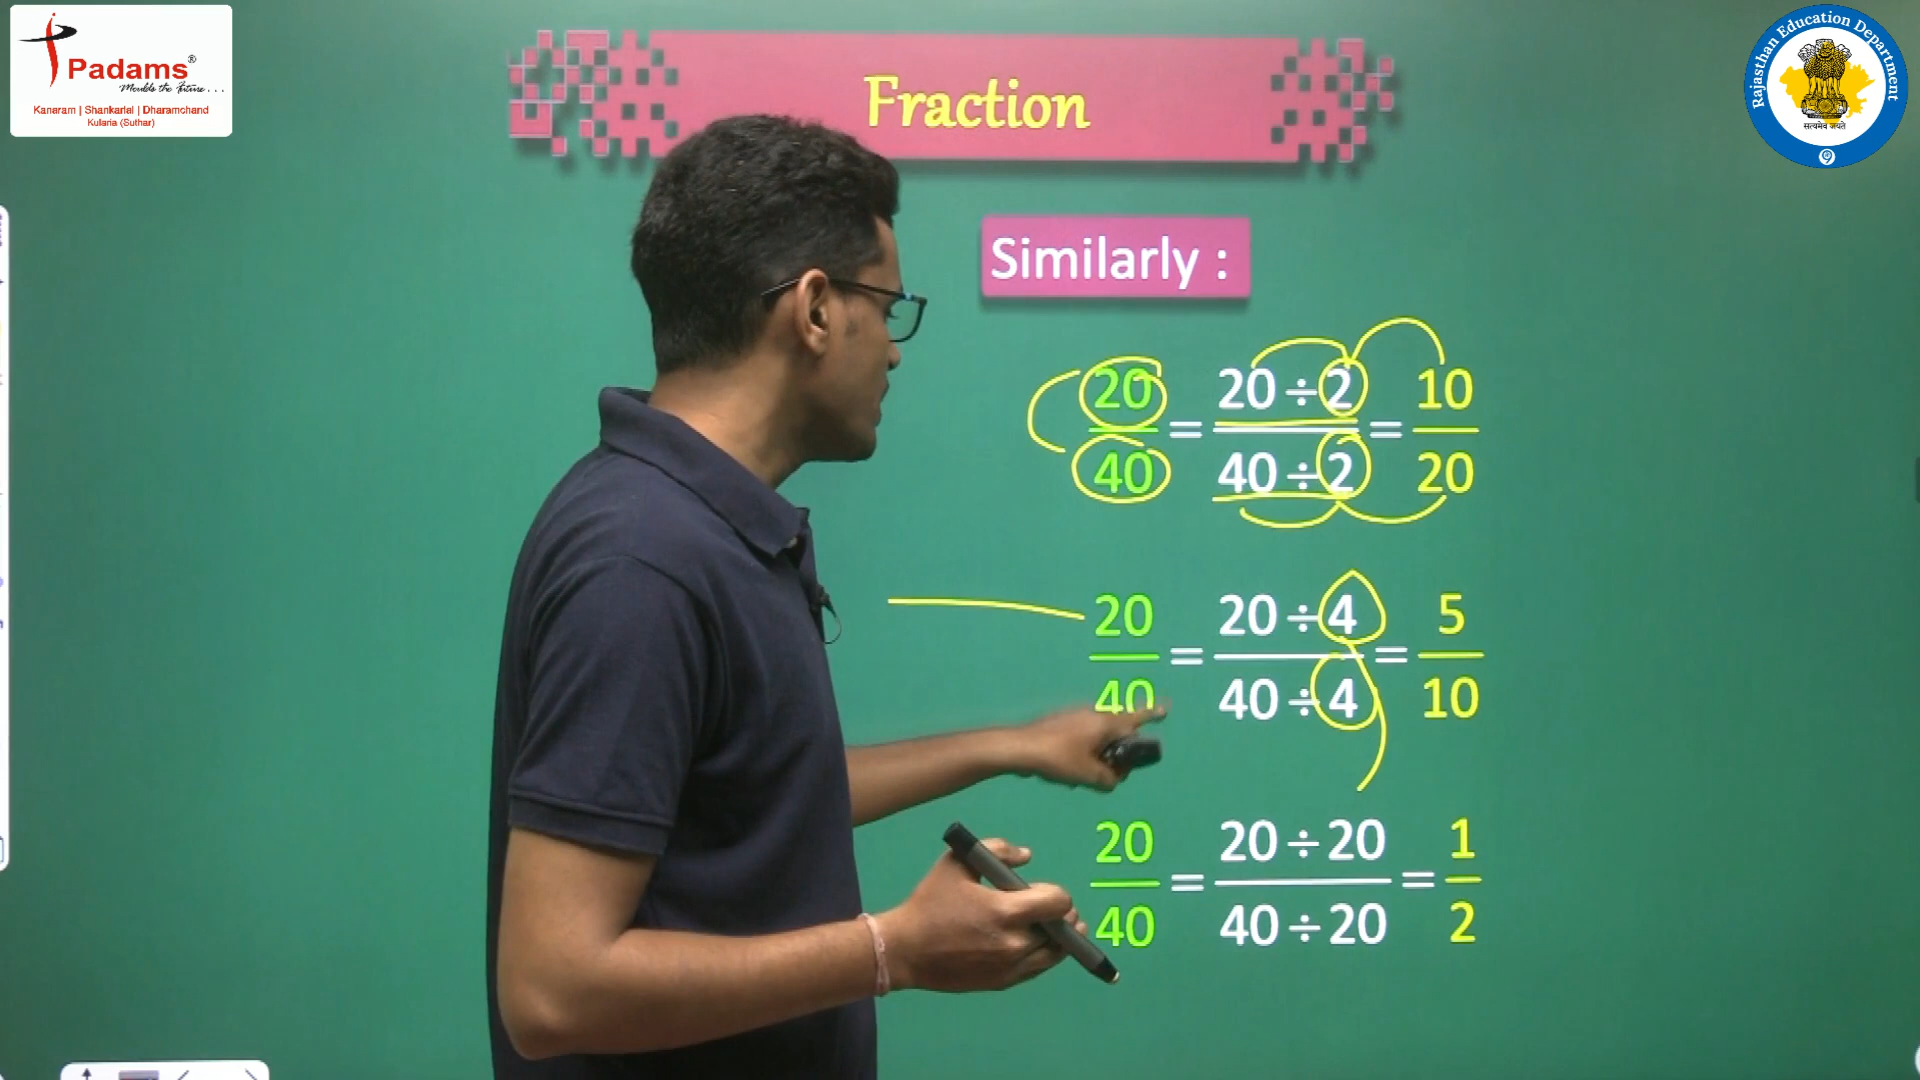 Padams®
Moulds the Future...
Kanaram | Shankarlal | Dharamchand
Kularia (Suthar)
Rajasthan Education Department
सत्यमेव जयते
Fraction
Similarly :
20/40 = 20÷2/40÷2 = 10/20
20/40 = 20÷4/40÷4 = 5/10
20/40 = 20÷20/40÷20 = 1/2